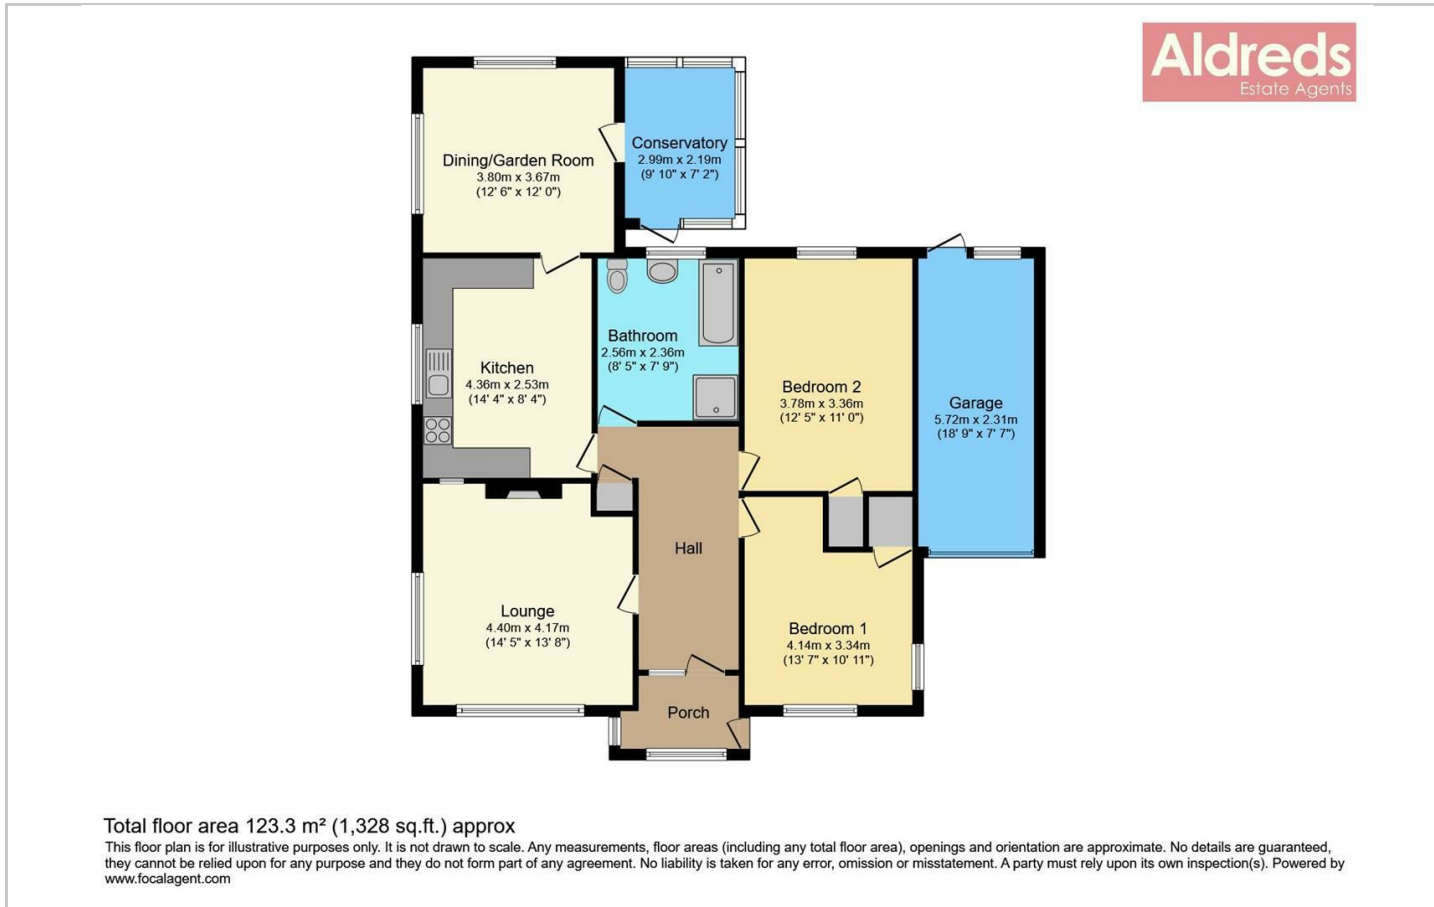 Aldreds
Estate Agents
Dining/Garden Room
3.80m x 3.67m
(12' 6" x 12' 0")
Conservatory
2.99m x 2.19m
(9' 10" x 7' 2")
Kitchen
4.36m x 2.53m
(14' 4" x 8' 4")
Bathroom
2.56m x 2.36m
(8' 5" x 7' 9")
Bedroom 2
3.78m x 3.36m
(12' 5" x 11' 0")
Garage
5.72m x 2.31m
(18' 9" x 7' 7")
Hall
Lounge
4.40m x 4.17m
(14' 5" x 13' 8")
Bedroom 1
4.14m x 3.34m
(13' 7" x 10' 11")
Porch
Total floor area 123.3 m² (1,328 sq.ft.) approx
This floor plan is for illustrative purposes only. It is not drawn to scale. Any measurements, floor areas (including any total floor area), openings and orientation are approximate. No details are guaranteed,
they cannot be relied upon for any purpose and they do not form part of any agreement. No liability is taken for any error, omission or misstatement. A party must rely upon its own inspection(s). Powered by
www.focalagent.com